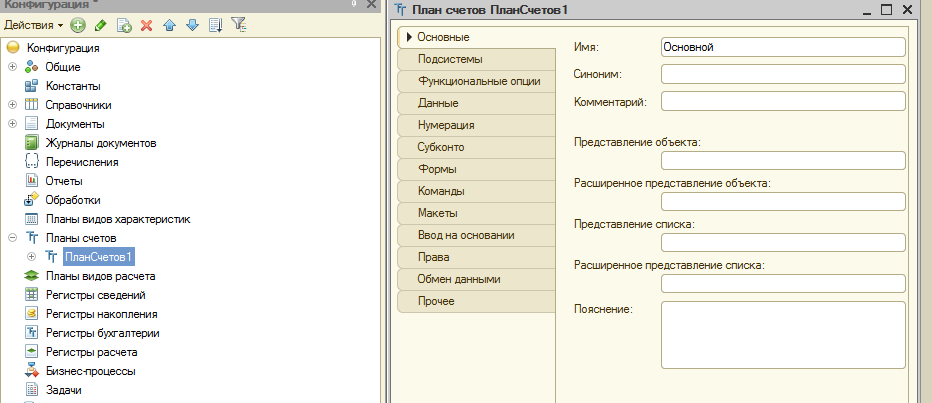 Конфигурация *
Действия
Конфигурация
Общие
Константы
Справочники
Документы
Журналы документов
Перечисления
Отчеты
Обработки
Планы видов характеристик
Планы счетов
ПланСчетов1
Планы видов расчета
Регистры сведений
Регистры накопления
Регистры бухгалтерии
Регистры расчета
Бизнес-процессы
Задачи
План счетов ПланСчетов1
Основные
Подсистемы
Функциональные опции
Данные
Нумерация
Субконто
Формы
Команды
Макеты
Ввод на основании
Права
Обмен данными
Прочее
Имя: Основной
Синоним:
Комментарий:
Представление объекта:
Расширенное представление объекта:
Представление списка:
Расширенное представление списка:
Пояснение: